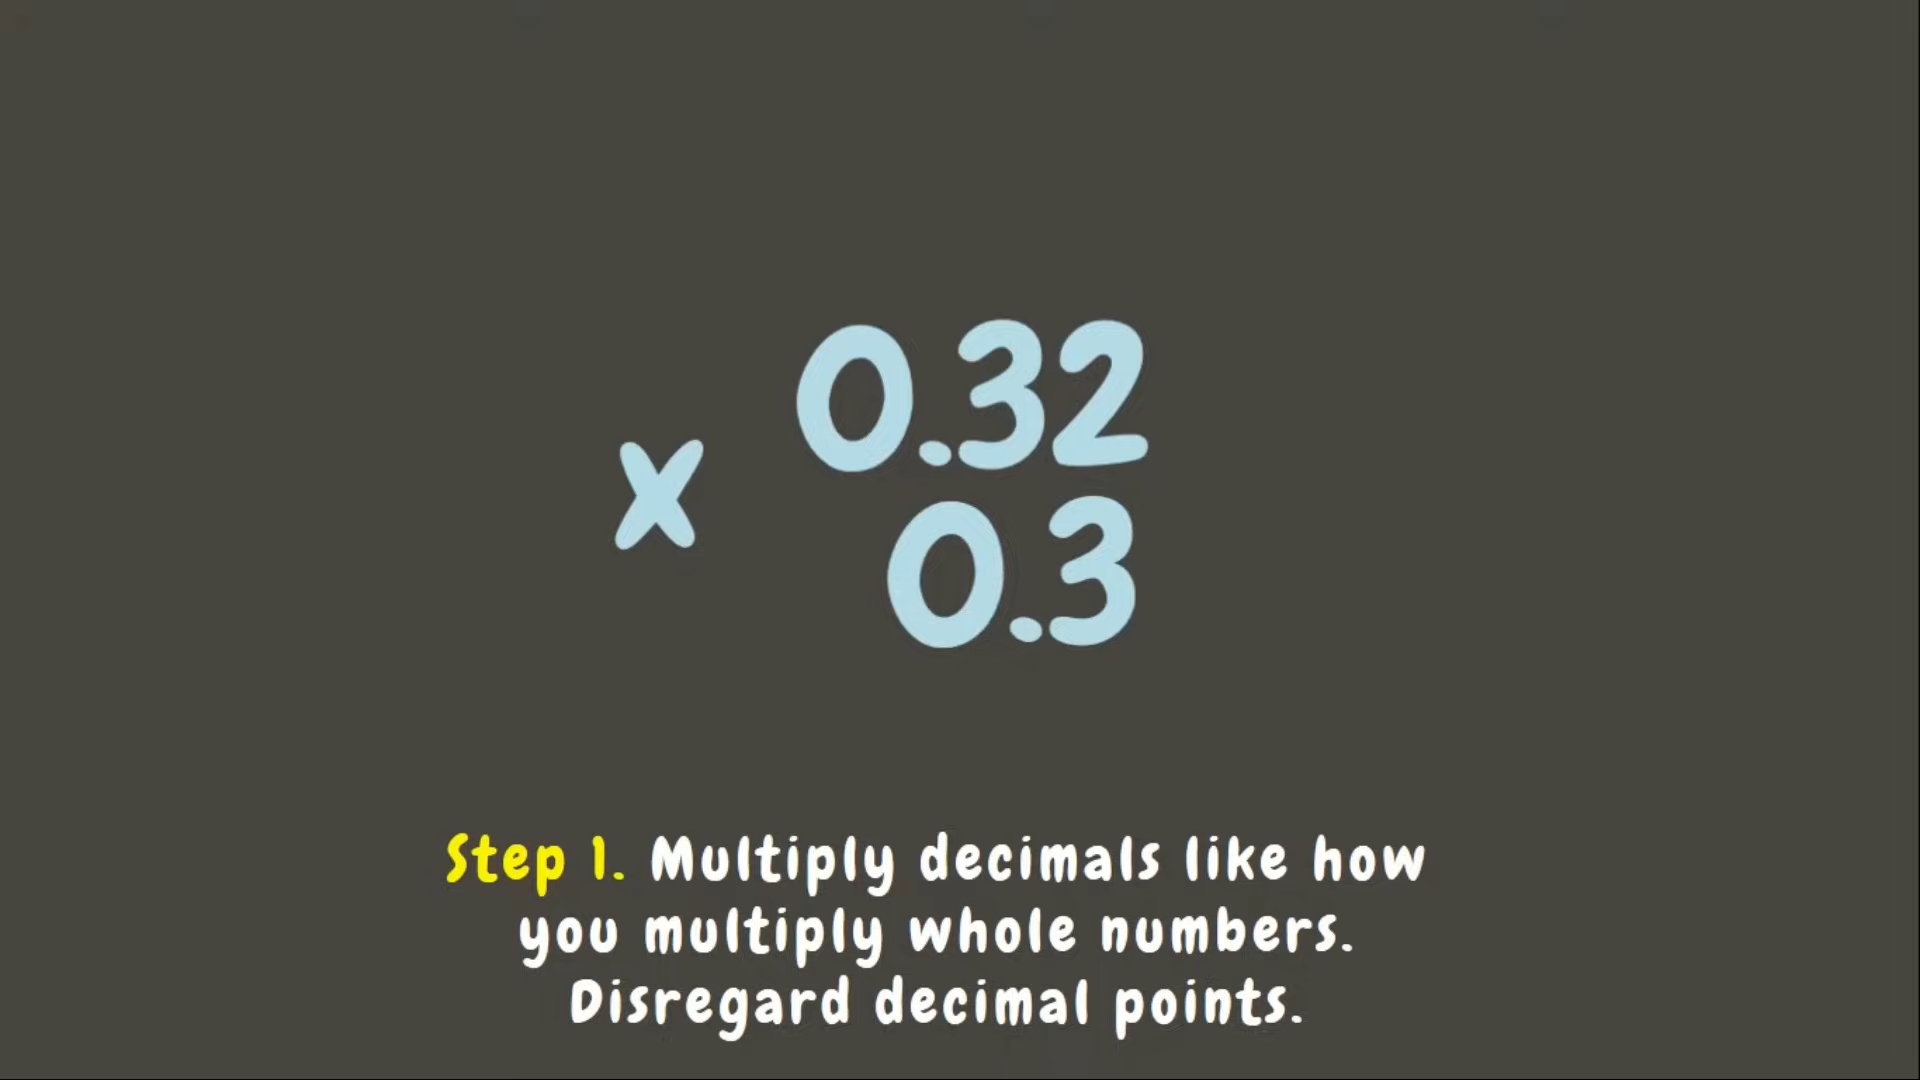 0.32
x 0.3
Step 1. Multiply decimals like how
you multiply whole numbers.
Disregard decimal points.